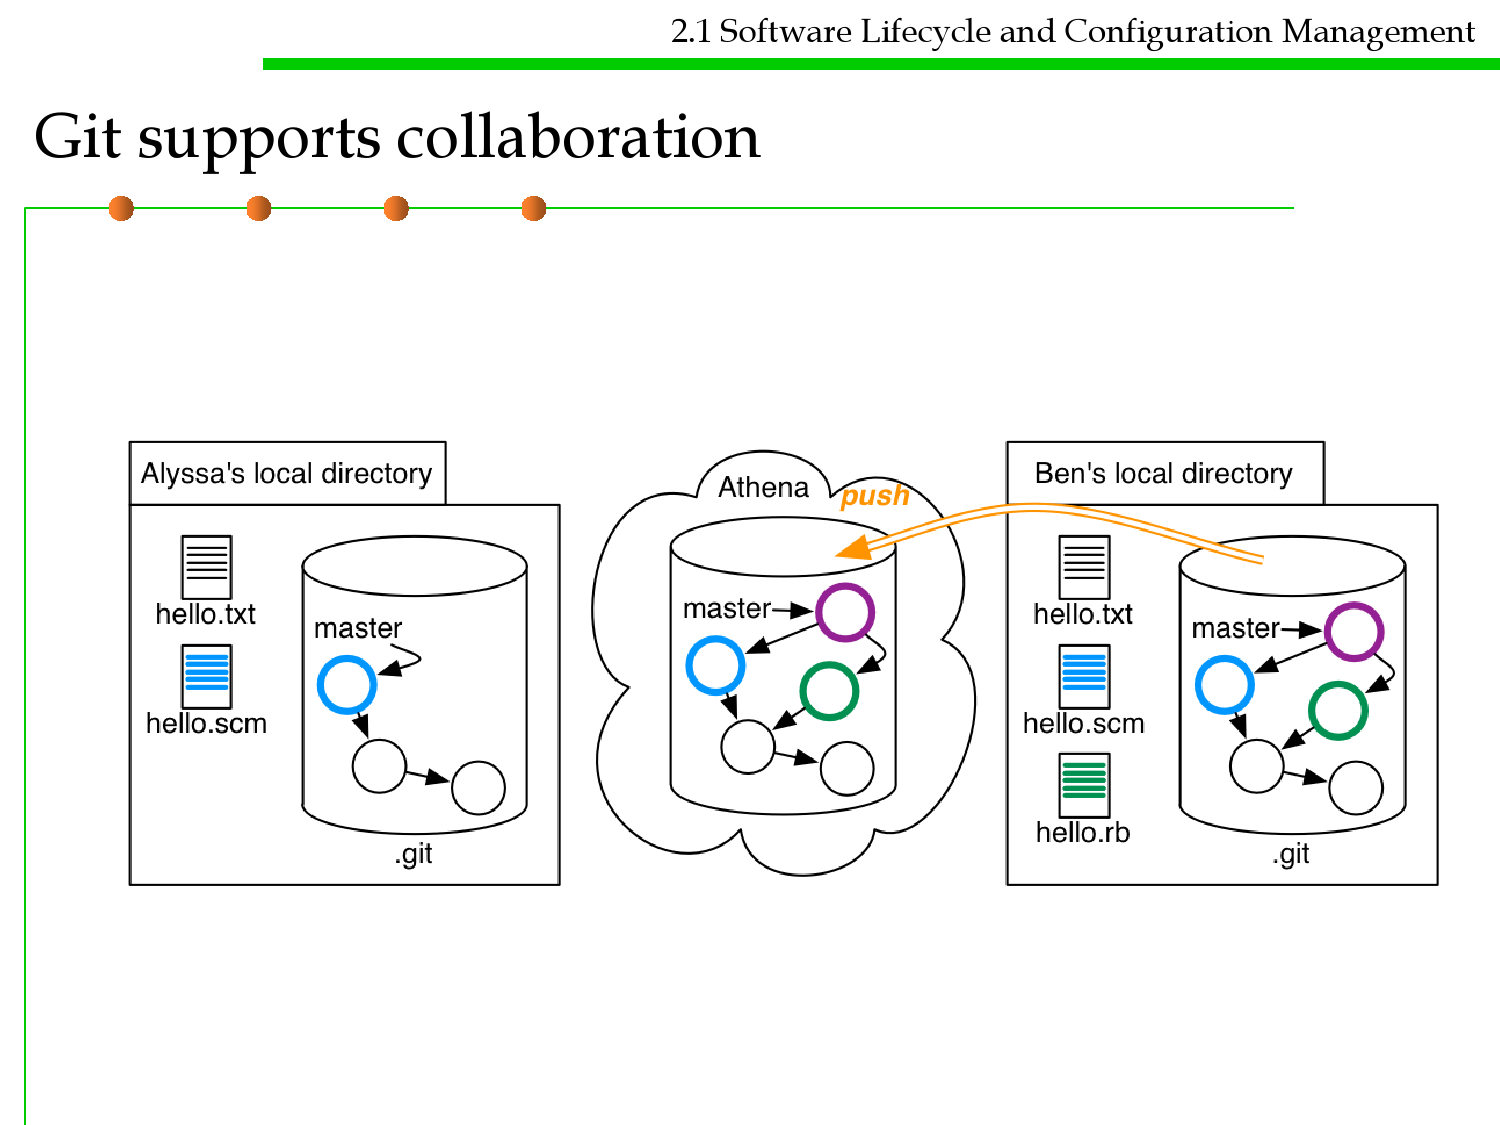 2.1 Software Lifecycle and Configuration Management
Git supports collaboration
Alyssa's local directory
hello.txt
hello.scm
master
.git
Athena
push
master
Ben's local directory
hello.txt
hello.scm
hello.rb
master
.git